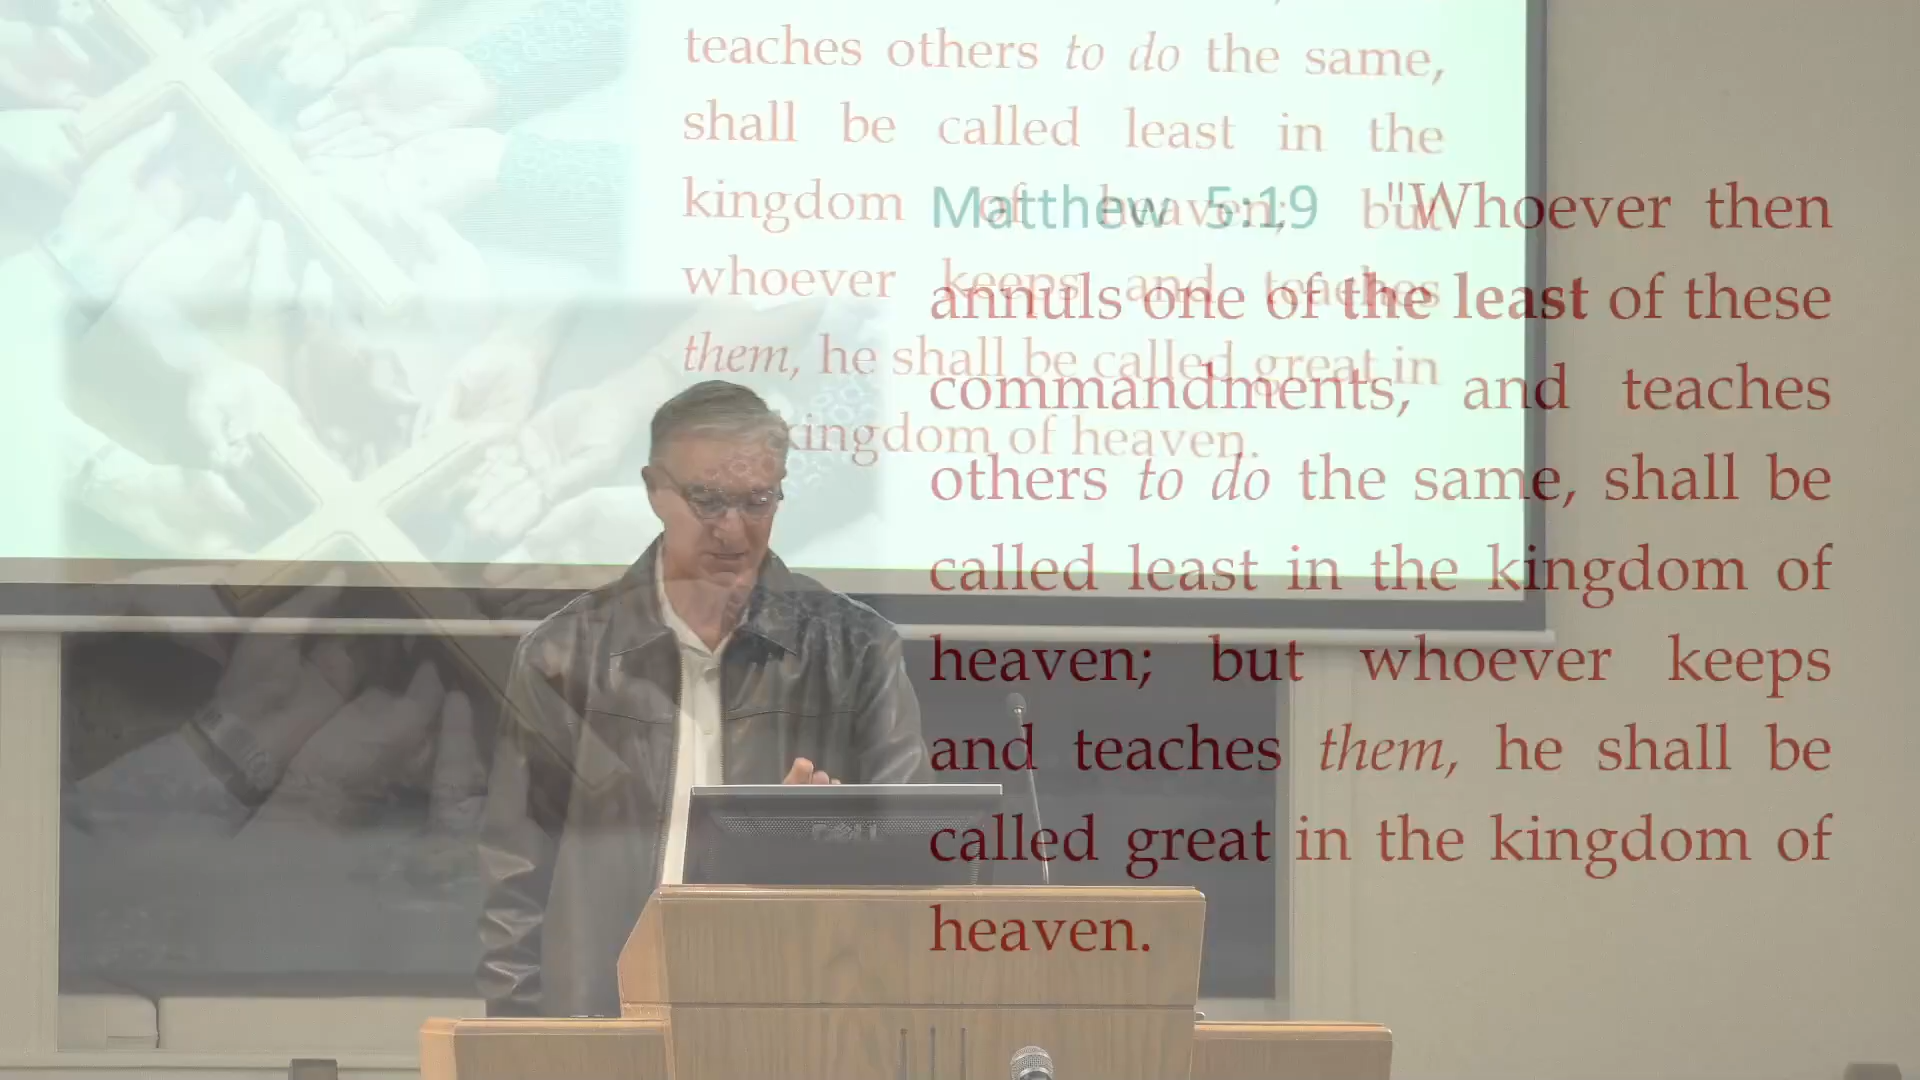 teaches others to do the same,
shall be called least in the
kingdom of heaven; but
whoever keeps and teaches
them, he shall be called great in
kingdom of heaven.
Matthew 5:19 "Whoever then
annuls one of the least of these
commandments, and teaches
others to do the same, shall be
called least in the kingdom of
heaven; but whoever keeps
and teaches them, he shall be
called great in the kingdom of
heaven.
DELL